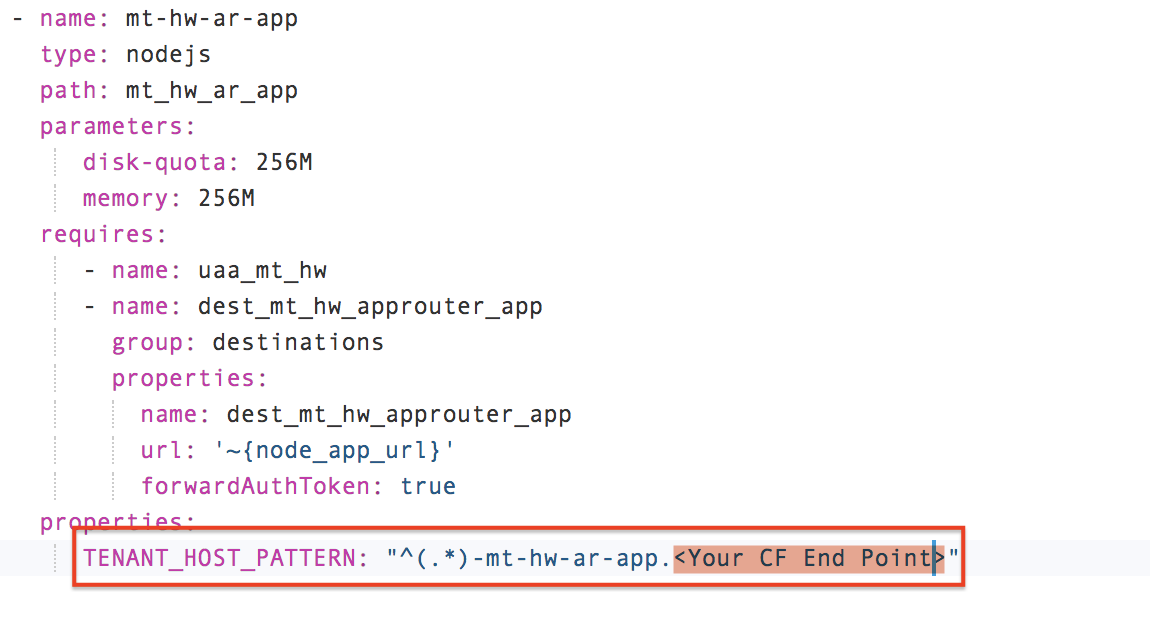 - name: mt-hw-ar-app
type: nodejs
path: mt_hw_ar_app
parameters:
disk-quota: 256M
memory: 256M
requires:
- name: uaa_mt_hw
- name: dest_mt_hw_approuter_app
group: destinations
properties:
name: dest_mt_hw_approuter_app
url: '~{node_app_url}'
forwardAuthToken: true
properties:
TENANT_HOST_PATTERN: "^(.*)-mt-hw-ar-app.<Your CF End Point>"